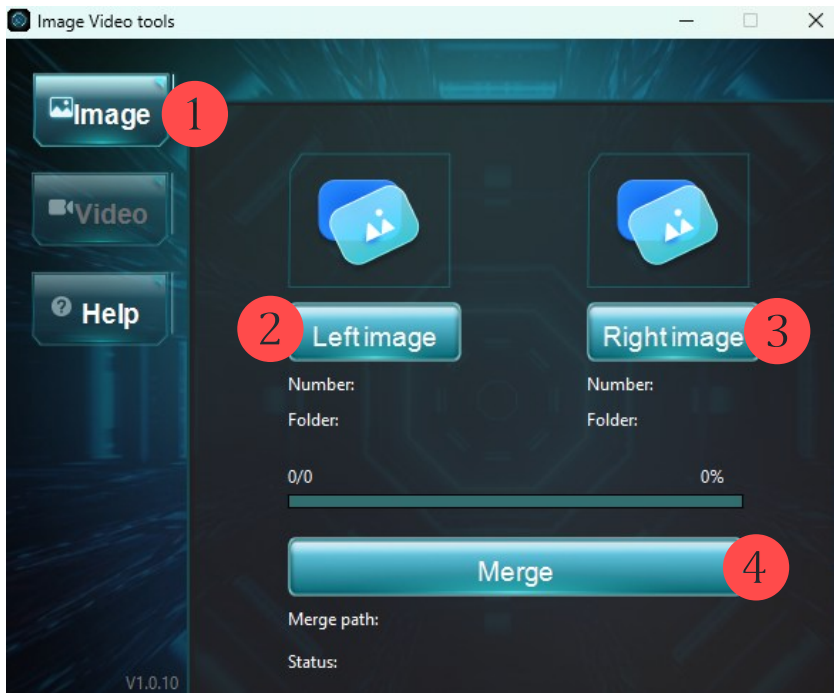 Image Video tools
Image 1
Video
Help
2 Left image
Right image 3
Number:
Number:
Folder:
Folder:
0/0
0%
Merge 4
Merge path:
Status:
V1.0.10